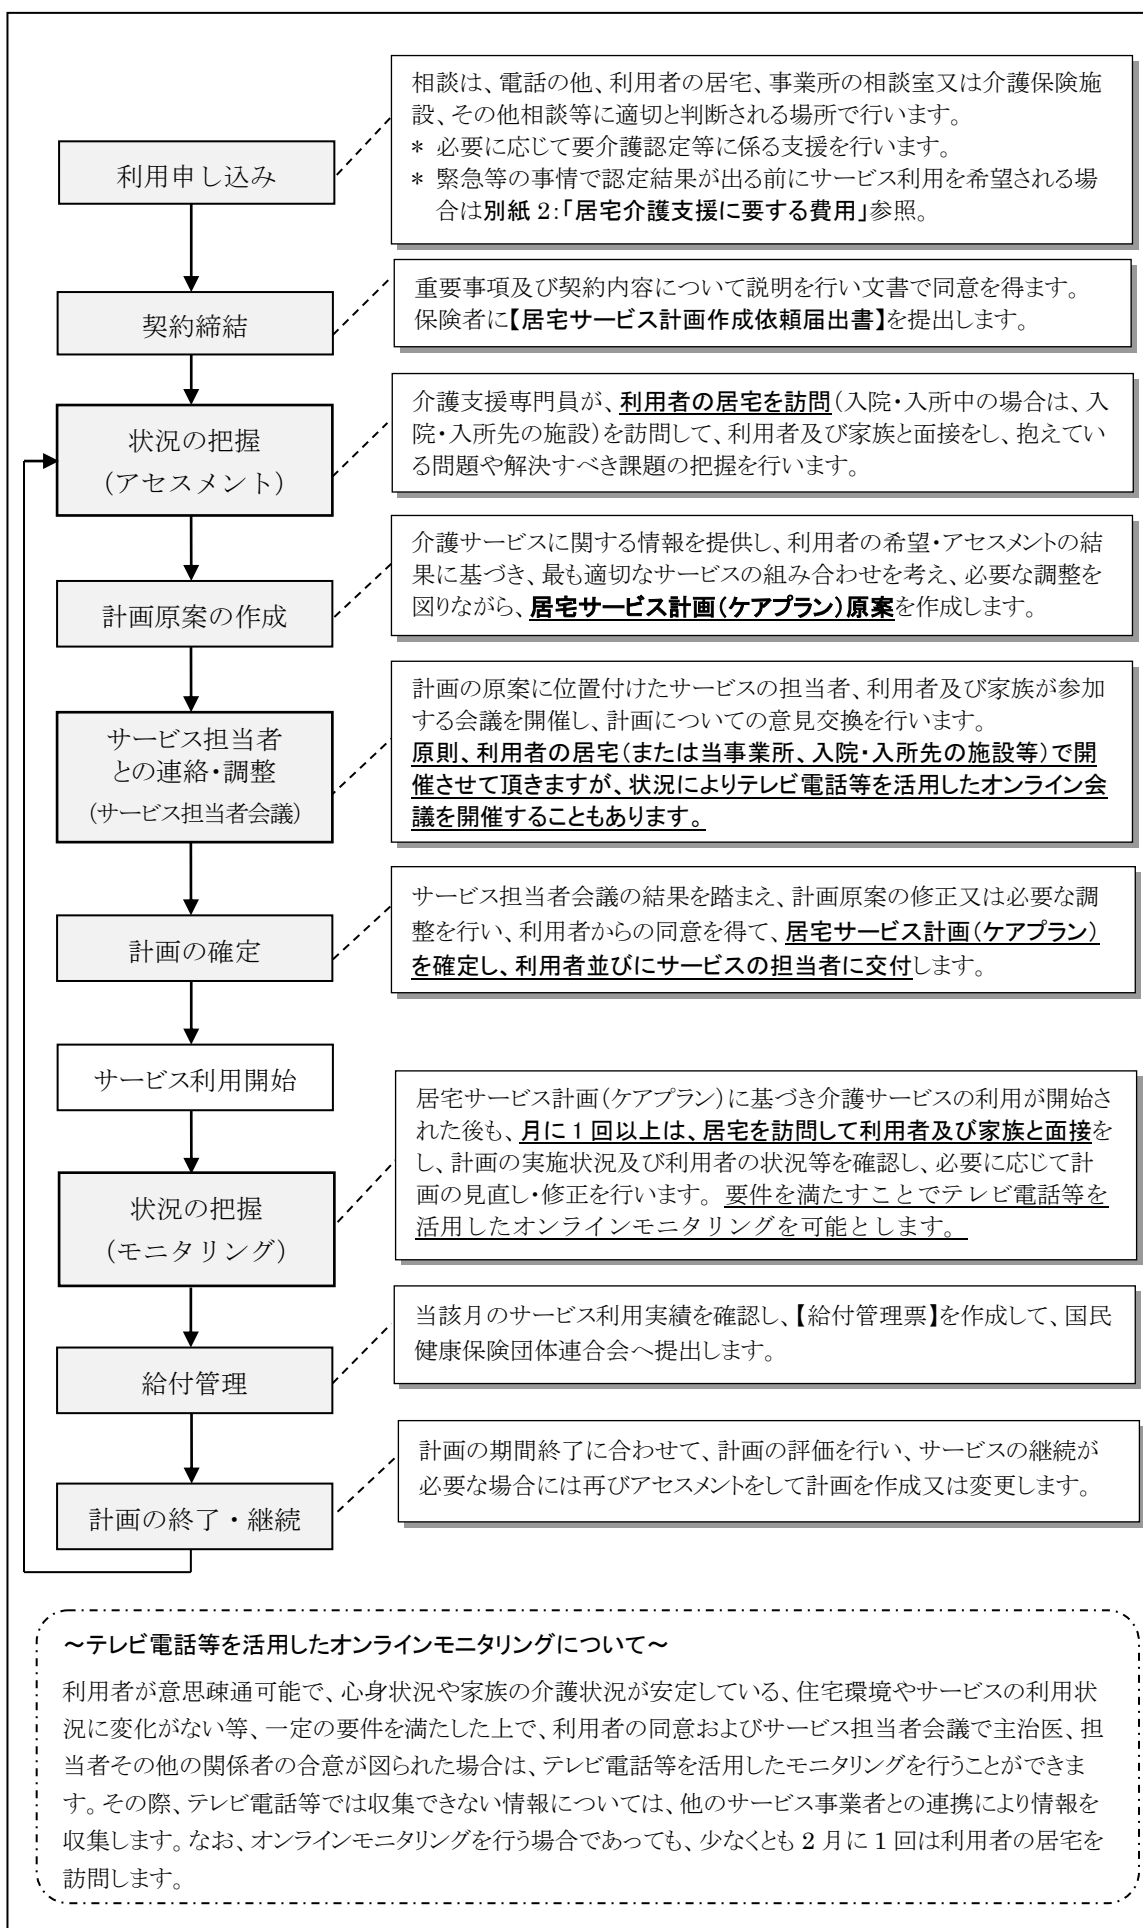 利用申し込み
相談は、電話の他、利用者の居宅、事業所の相談室又は介護保険施
設、その他相談等に適切と判断される場所で行います。
* 必要に応じて要介護認定等に係る支援を行います。
* 緊急等の事情で認定結果が出る前にサービス利用を希望される場
合は別紙 2:「居宅介護支援に要する費用」参照。
契約締結
重要事項及び契約内容について説明を行い文書で同意を得ます。
保険者に【居宅サービス計画作成依頼届出書】を提出します。
状況の把握
(アセスメント)
介護支援専門員が、利用者の居宅を訪問(入院・入所中の場合は、入
院・入所先の施設)を訪問して、利用者及び家族と面接をし、抱えてい
る問題や解決すべき課題の把握を行います。
計画原案の作成
介護サービスに関する情報を提供し、利用者の希望・アセスメントの結
果に基づき、最も適切なサービスの組み合わせを考え、必要な調整を
図りながら、居宅サービス計画(ケアプラン)原案を作成します。
サービス担当者
との連絡・調整
(サービス担当者会議)
計画の原案に位置付けたサービスの担当者、利用者及び家族が参加
する会議を開催し、計画についての意見交換を行います。
原則、利用者の居宅(または当事業所、入院・入所先の施設等)で開
催させて頂きますが、状況によりテレビ電話等を活用したオンライン会
議を開催することもあります。
計画の確定
サービス担当者会議の結果を踏まえ、計画原案の修正又は必要な調
整を行い、利用者からの同意を得て、居宅サービス計画(ケアプラン)
を確定し、利用者並びにサービスの担当者に交付します。
サービス利用開始
状況の把握
(モニタリング)
居宅サービス計画(ケアプラン)に基づき介護サービスの利用が開始さ
れた後も、月に 1 回以上は、居宅を訪問して利用者及び家族と面接を
し、計画の実施状況及び利用者の状況等を確認し、必要に応じて計
画の見直し・修正を行います。要件を満たすことでテレビ電話等を
活用したオンラインモニタリングを可能とします。
給付管理
当該月のサービス利用実績を確認し、【給付管理票】を作成して、国民
健康保険団体連合会へ提出します。
計画の終了・継続
計画の期間終了に合わせて、計画の評価を行い、サービスの継続が
必要な場合には再びアセスメントをして計画を作成又は変更します。
~テレビ電話等を活用したオンラインモニタリングについて~
利用者が意思疎通可能で、心身状況や家族の介護状況が安定している、住宅環境やサービスの利用状
況に変化がない等、一定の要件を満たした上で、利用者の同意およびサービス担当者会議で主治医、担
当者その他の関係者の合意が図られた場合は、テレビ電話等を活用したモニタリングを行うことができま
す。その際、テレビ電話等では収集できない情報については、他のサービス事業者との連携により情報を
収集します。なお、オンラインモニタリングを行う場合であっても、少なくとも 2 月に 1 回は利用者の居宅を
訪問します。